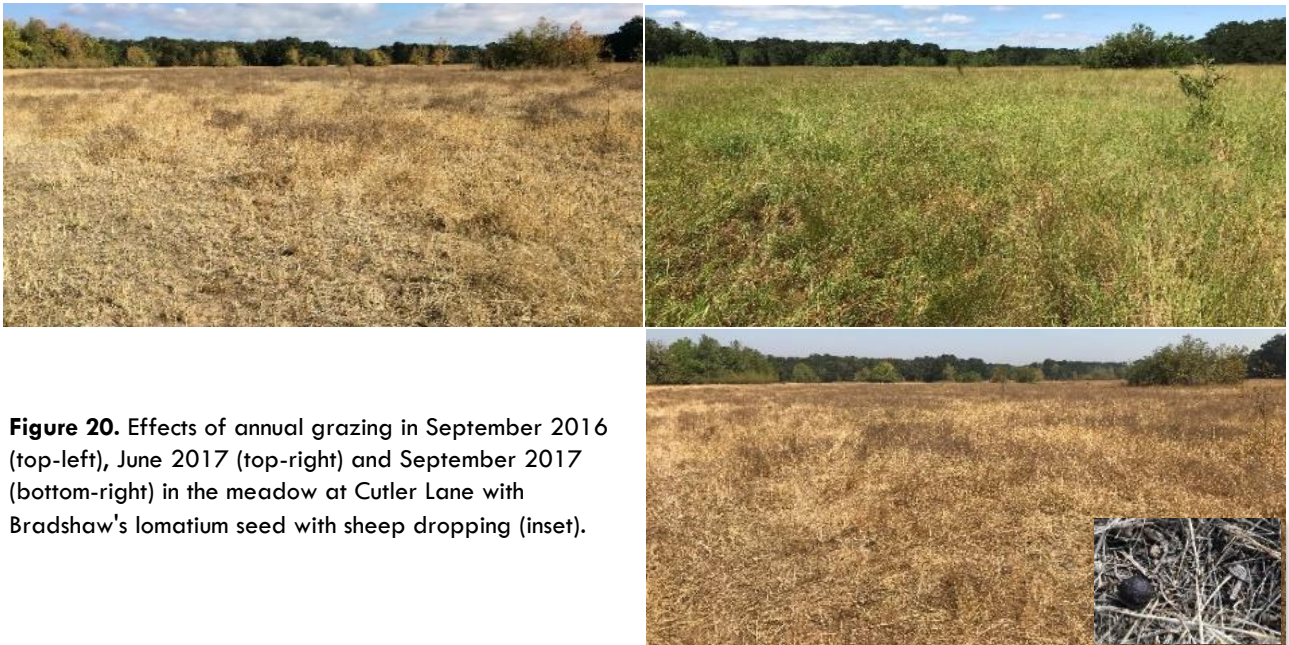 Figure 20. Effects of annual grazing in September 2016
(top-left), June 2017 (top-right) and September 2017
(bottom-right) in the meadow at Cutler Lane with
Bradshaw's lomatium seed with sheep dropping (inset).